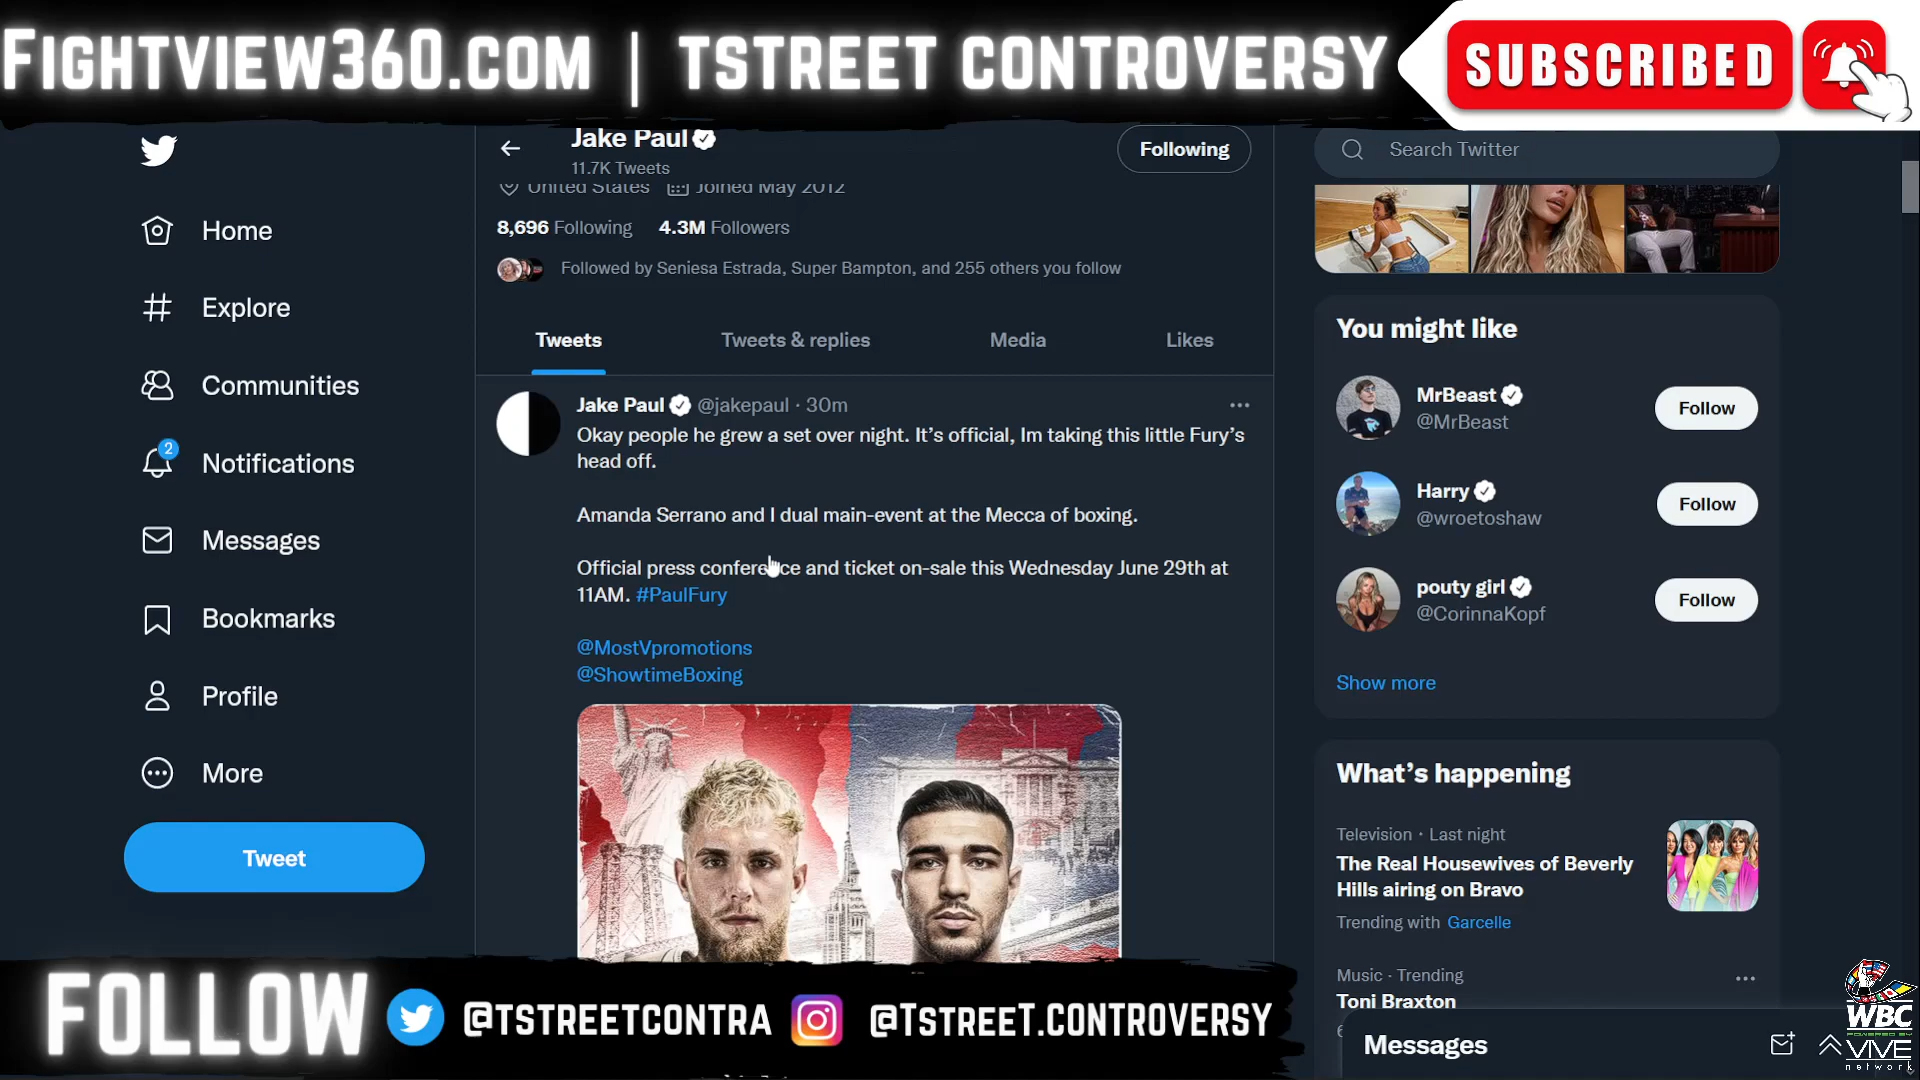 FIGHTVIEW360.COM | TSTREET CONTROVERSY
SUBSCRIBED
Jake Paul
11.7K Tweets
Following
Search Twitter
United States Joined May 2012
8,696 Following 4.3M Followers
Followed by Seniesa Estrada, Super Bampton, and 255 others you follow
Tweets Tweets & replies Media Likes
Home
Explore
Communities
2
Notifications
Messages
Bookmarks
Profile
More
Tweet
Jake Paul @jakepaul · 30m
Okay people he grew a set over night. It’s official, Im taking this little Fury’s
head off.
Amanda Serrano and I dual main-event at the Mecca of boxing.
Official press conference and ticket on-sale this Wednesday June 29th at
11AM. #PaulFury
@MostVpromotions
@ShowtimeBoxing
You might like
MrBeast
@MrBeast
Follow
Harry
@wroetoshaw
Follow
pouty girl
@CorinnaKopf
Follow
Show more
What’s happening
Television · Last night
The Real Housewives of Beverly
Hills airing on Bravo
Trending with Garcelle
Music · Trending
Toni Braxton
Messages
FOLLOW @TSTREETCONTRA @TSTREET.CONTROVERSY
WBC
POWERED BY
VIVE
network